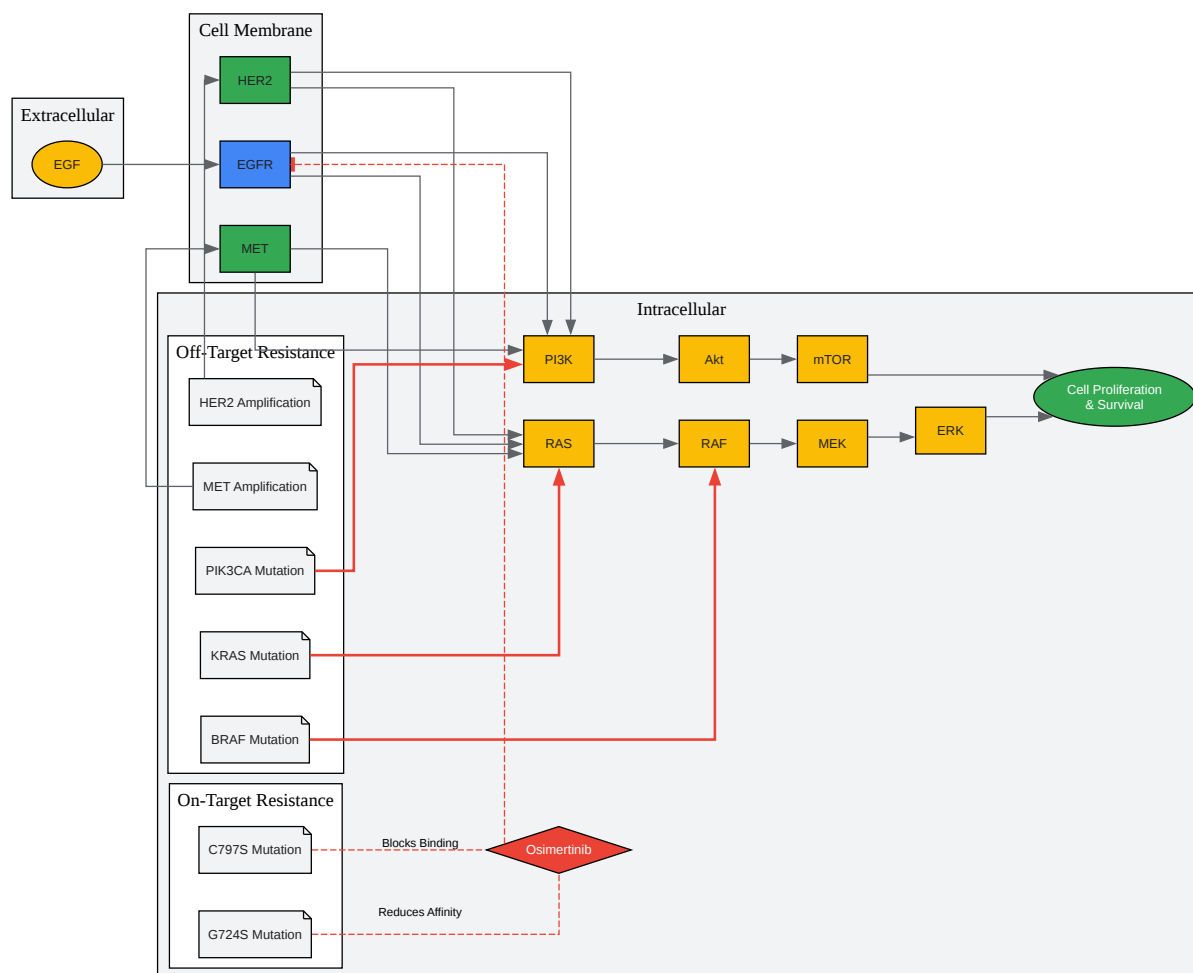 Cell Membrane
HER2
Extracellular
EGF
EGFR
MET
Intracellular
Off-Target Resistance
PI3K
Akt
mTOR
Cell Proliferation
& Survival
HER2 Amplification
RAS
RAF
MEK
ERK
MET Amplification
PIK3CA Mutation
KRAS Mutation
BRAF Mutation
On-Target Resistance
C797S Mutation
Blocks Binding
Osimertinib
Reduces Affinity
G724S Mutation